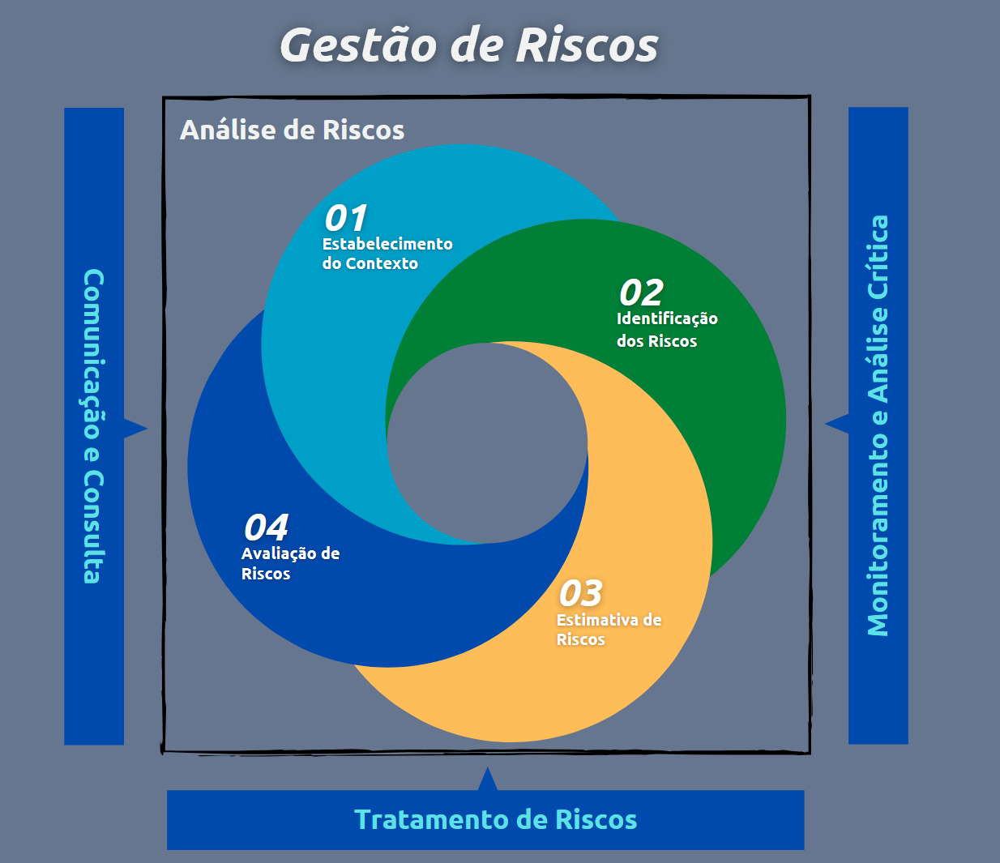 Gestão de Riscos
Análise de Riscos
01
Estabelecimento
do Contexto
02
Identificação
dos Riscos
03
Estimativa de
Riscos
04
Avaliação de
Riscos
Comunicação e Consulta
Monitoramento e Análise Crítica
Tratamento de Riscos